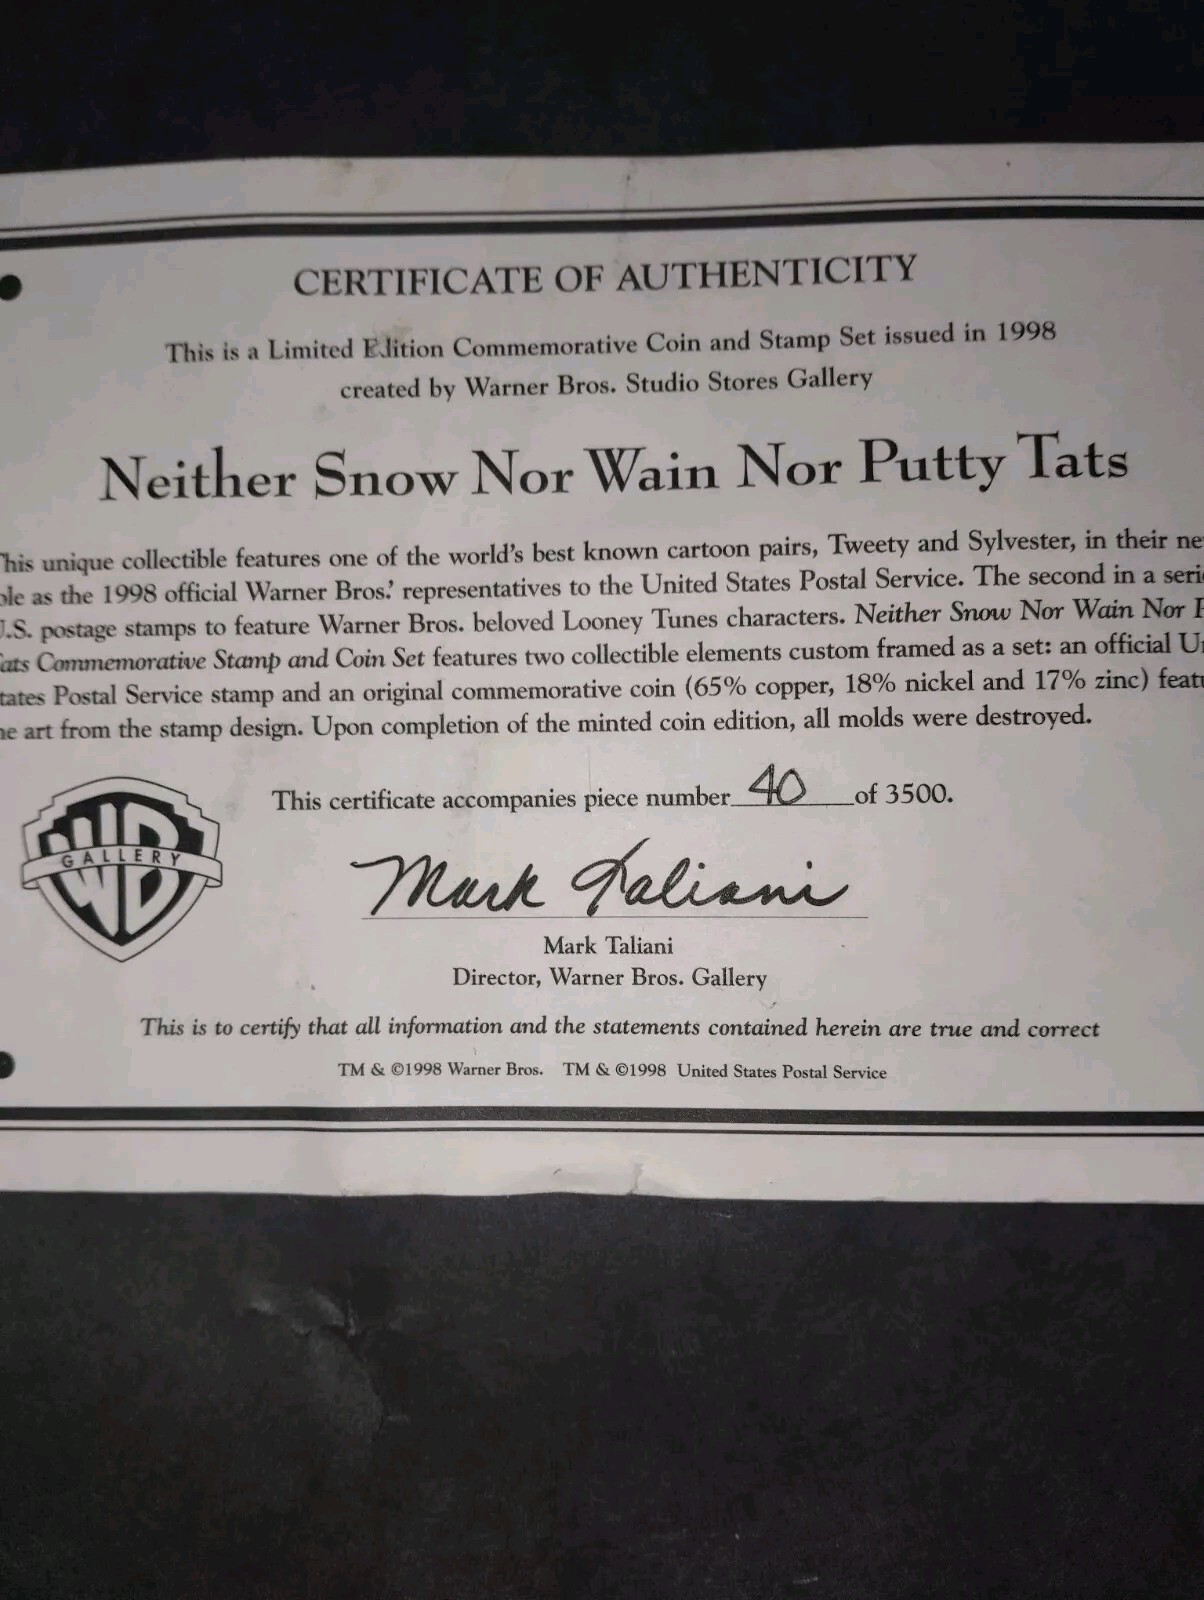 CERTIFICATE OF AUTHENTICITY
This is a Limited Edition Commemorative Coin and Stamp Set issued in 1998
created by Warner Bros. Studio Stores Gallery
Neither Snow Nor Wain Nor Putty Tats
This unique collectible features one of the world's best known cartoon pairs, Tweety and Sylvester, in their ne
ole as the 1998 official Warner Bros.' representatives to the United States Postal Service. The second in a seri
U.S. postage stamps to feature Warner Bros. beloved Looney Tunes characters. Neither Snow Nor Wain Nor P
Tats Commemorative Stamp and Coin Set features two collectible elements custom framed as a set: an official Un
tates Postal Service stamp and an original commemorative coin (65% copper, 18% nickel and 17% zinc) featu
he art from the stamp design. Upon completion of the minted coin edition, all molds were destroyed.
This certificate accompanies piece number 40 of 3500.
WB
GALLERY
Mark Taliani
Mark Taliani
Director, Warner Bros. Gallery
This is to certify that all information and the statements contained herein are true and correct
TM & ©1998 Warner Bros. TM & ©1998 United States Postal Service